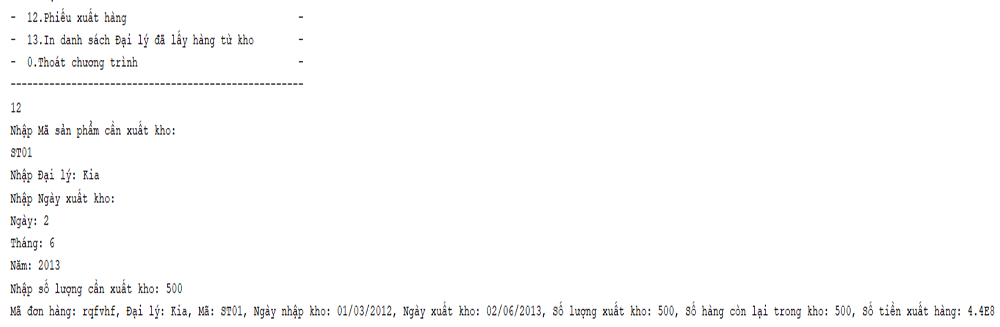 - 12.Phiếu xuất hàng -
- 13.In danh sách Đại lý đã lấy hàng từ kho -
- 0.Thoát chương trình -
-----------------------------------------------------
12
Nhập Mã sản phẩm cần xuất kho:
ST01
Nhập Đại lý: Kia
Nhập Ngày xuất kho:
Ngày: 2
Tháng: 6
Năm: 2013
Nhập số lượng cần xuất kho: 500
Mã đơn hàng: rqfvhf, Đại lý: Kia, Mã: ST01, Ngày nhập kho: 01/03/2012, Ngày xuất kho: 02/06/2013, Số lượng xuất kho: 500, Số hàng còn lại trong kho: 500, Số tiền xuất hàng: 4.4E8